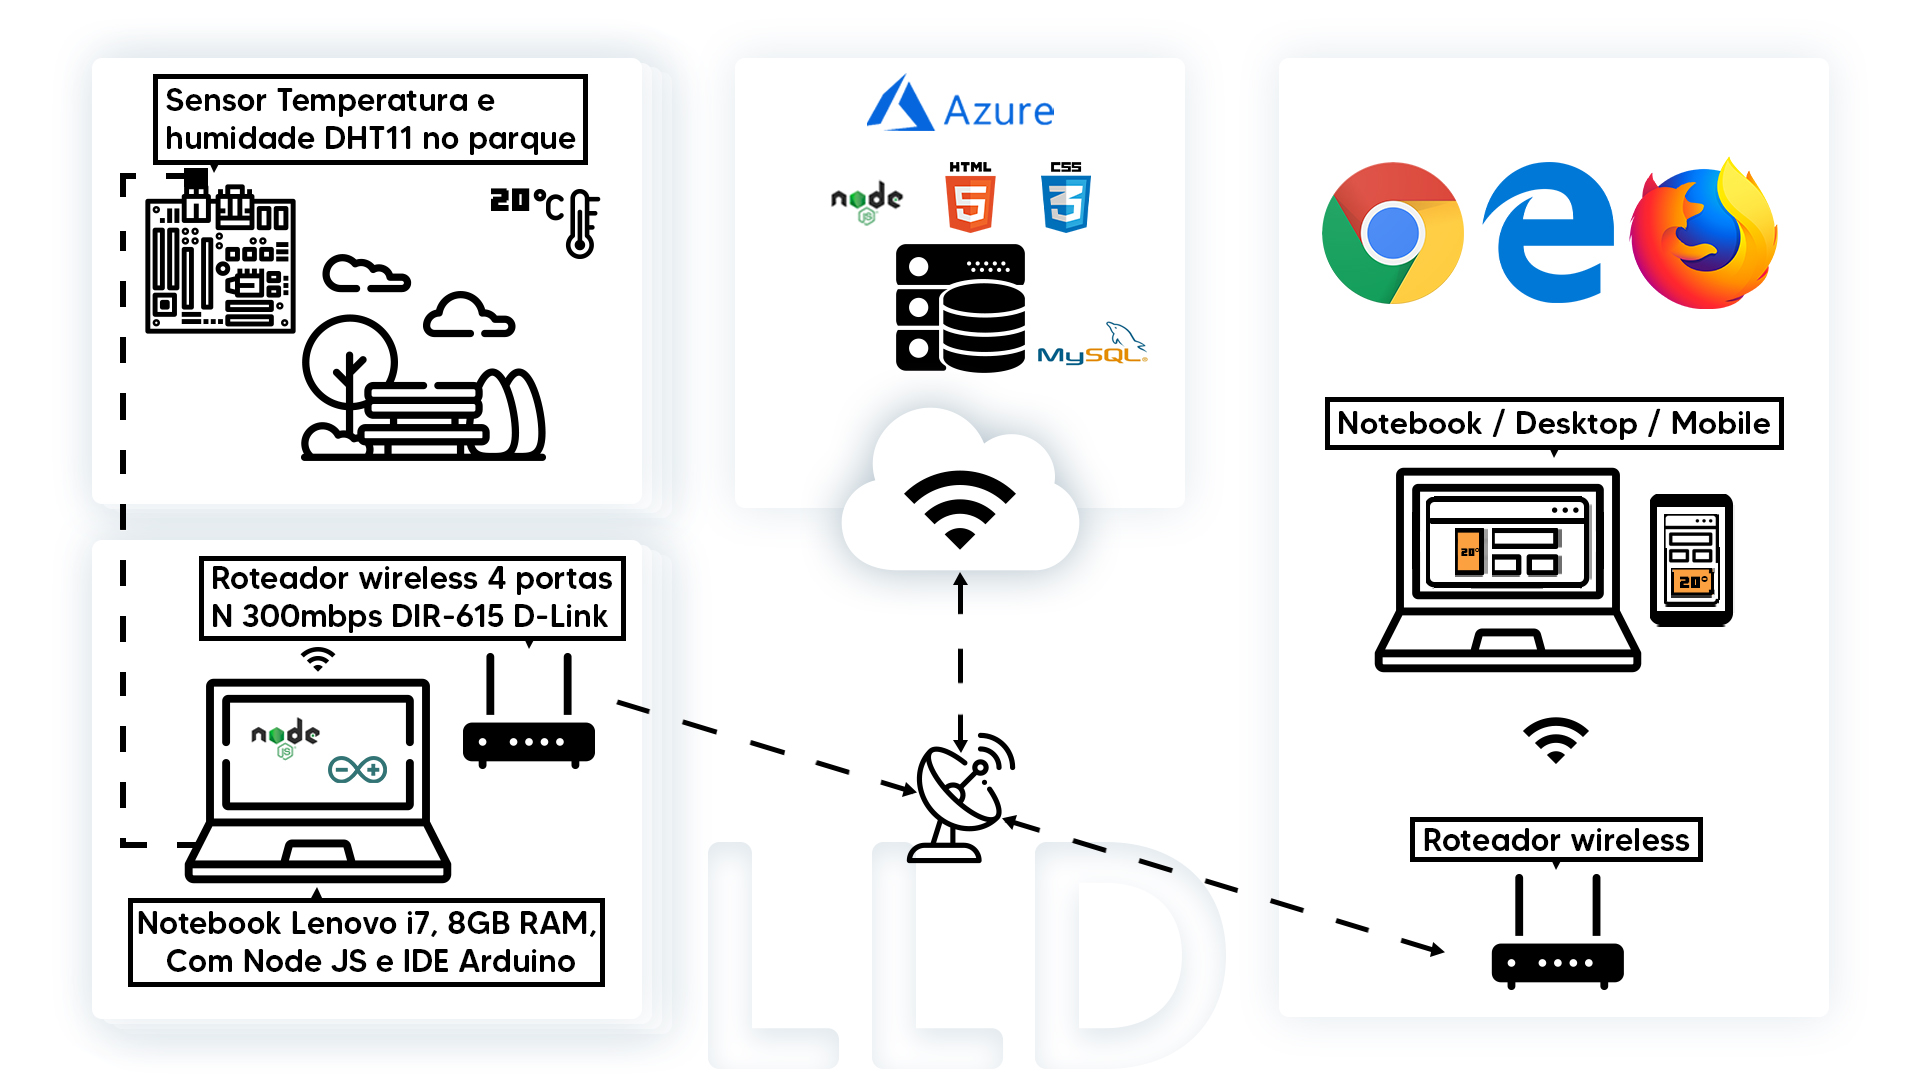 Sensor Temperatura e
humidade DHT11 no parque
20°C
Roteador wireless 4 portas
N 300mbps DIR-615 D-Link
node
JS
Notebook Lenovo i7, 8GB RAM,
Com Node JS e IDE Arduino
Azure
node
JS
HTML
5
CSS
3
MySQL
LLD
Notebook / Desktop / Mobile
20°
20°
Roteador wireless